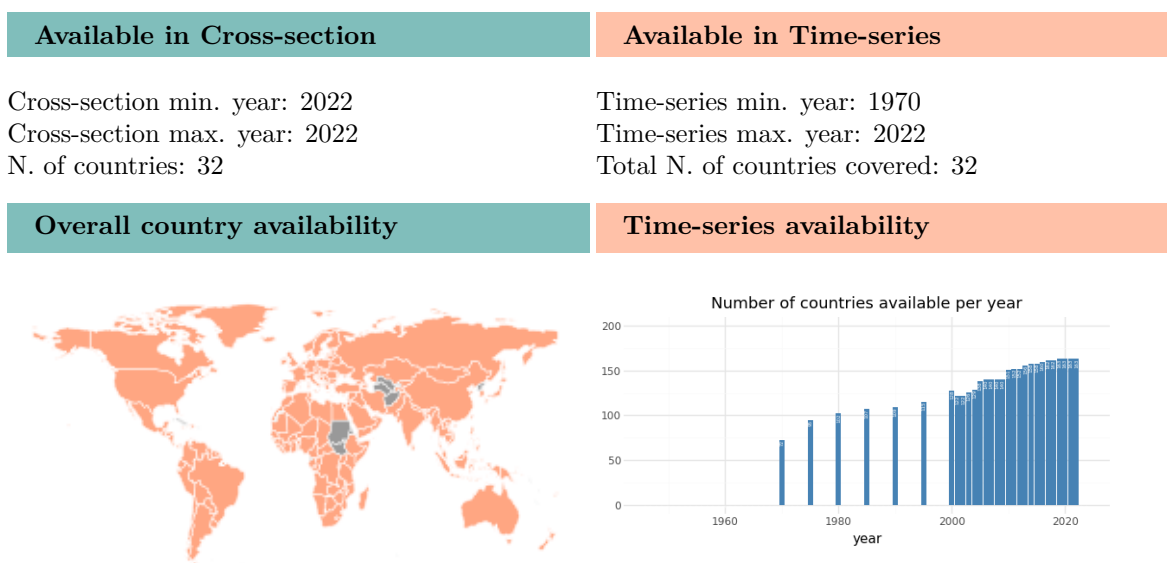 Available in Cross-section
Available in Time-series
Cross-section min. year: 2022
Cross-section max. year: 2022
N. of countries: 32
Time-series min. year: 1970
Time-series max. year: 2022
Total N. of countries covered: 32
Overall country availability
Time-series availability
Number of countries available per year
200
150
100
50
0
1960
1980
2000
2020
year